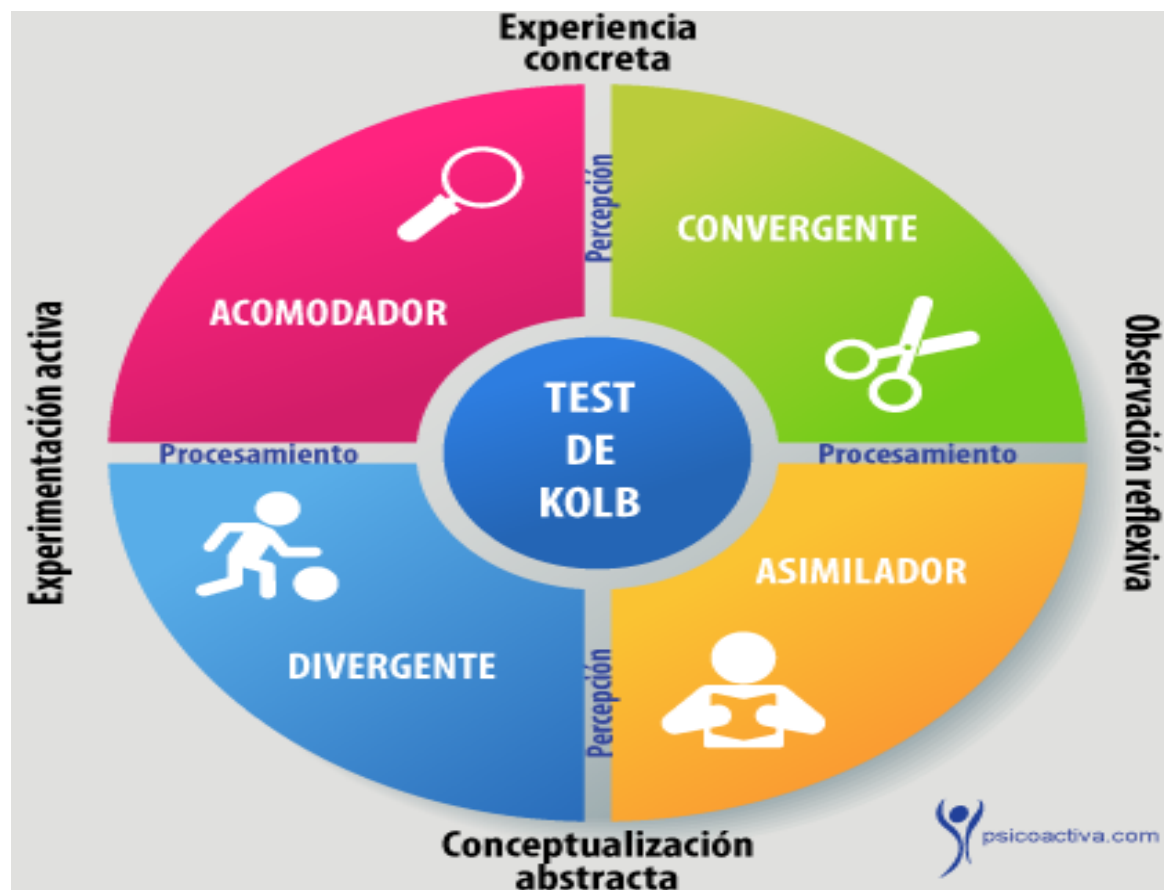 Experiencia
concreta
Percepción
CONVERGENTE
ACOMODADOR
Experimentación activa
Observación reflexiva
TEST
DE
KOLB
Procesamiento
Procesamiento
ASIMILADOR
DIVERGENTE
Percepción
psicoactiva.com
Conceptualización
abstracta